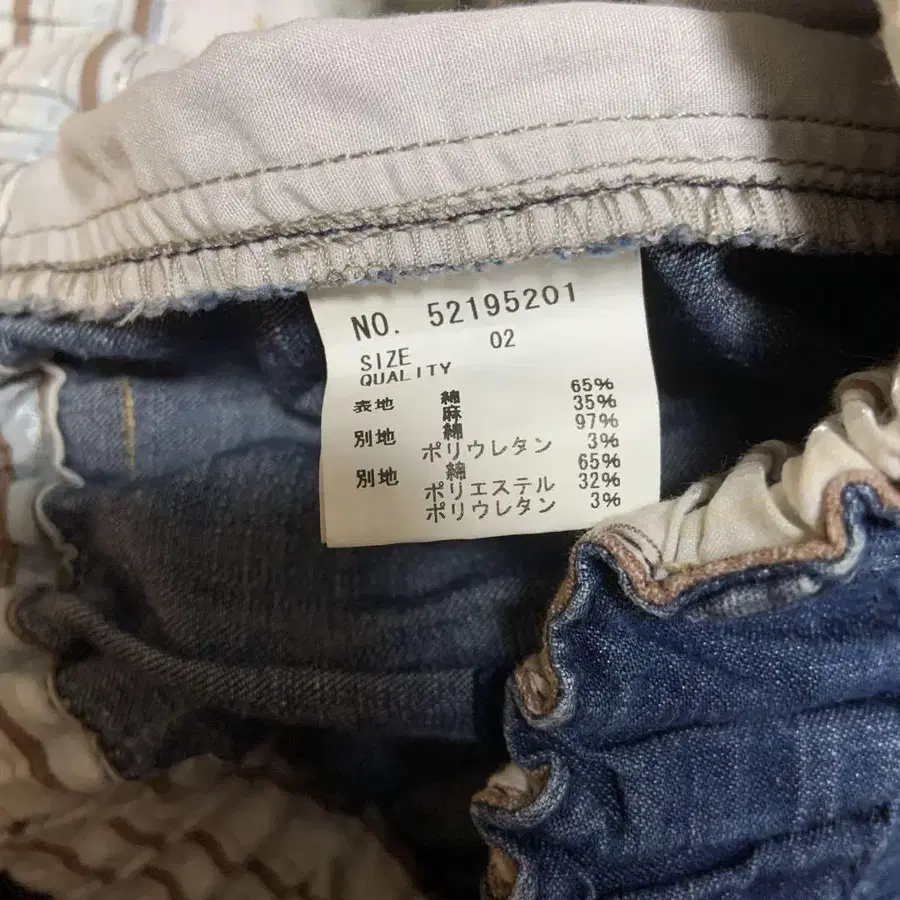 NO. 52195201
SIZE 02
QUALITY
表地 綿 65%
麻 35%
別地 綿 97%
ポリウレタン 3%
別地 綿 65%
ポリエステル 32%
ポリウレタン 3%